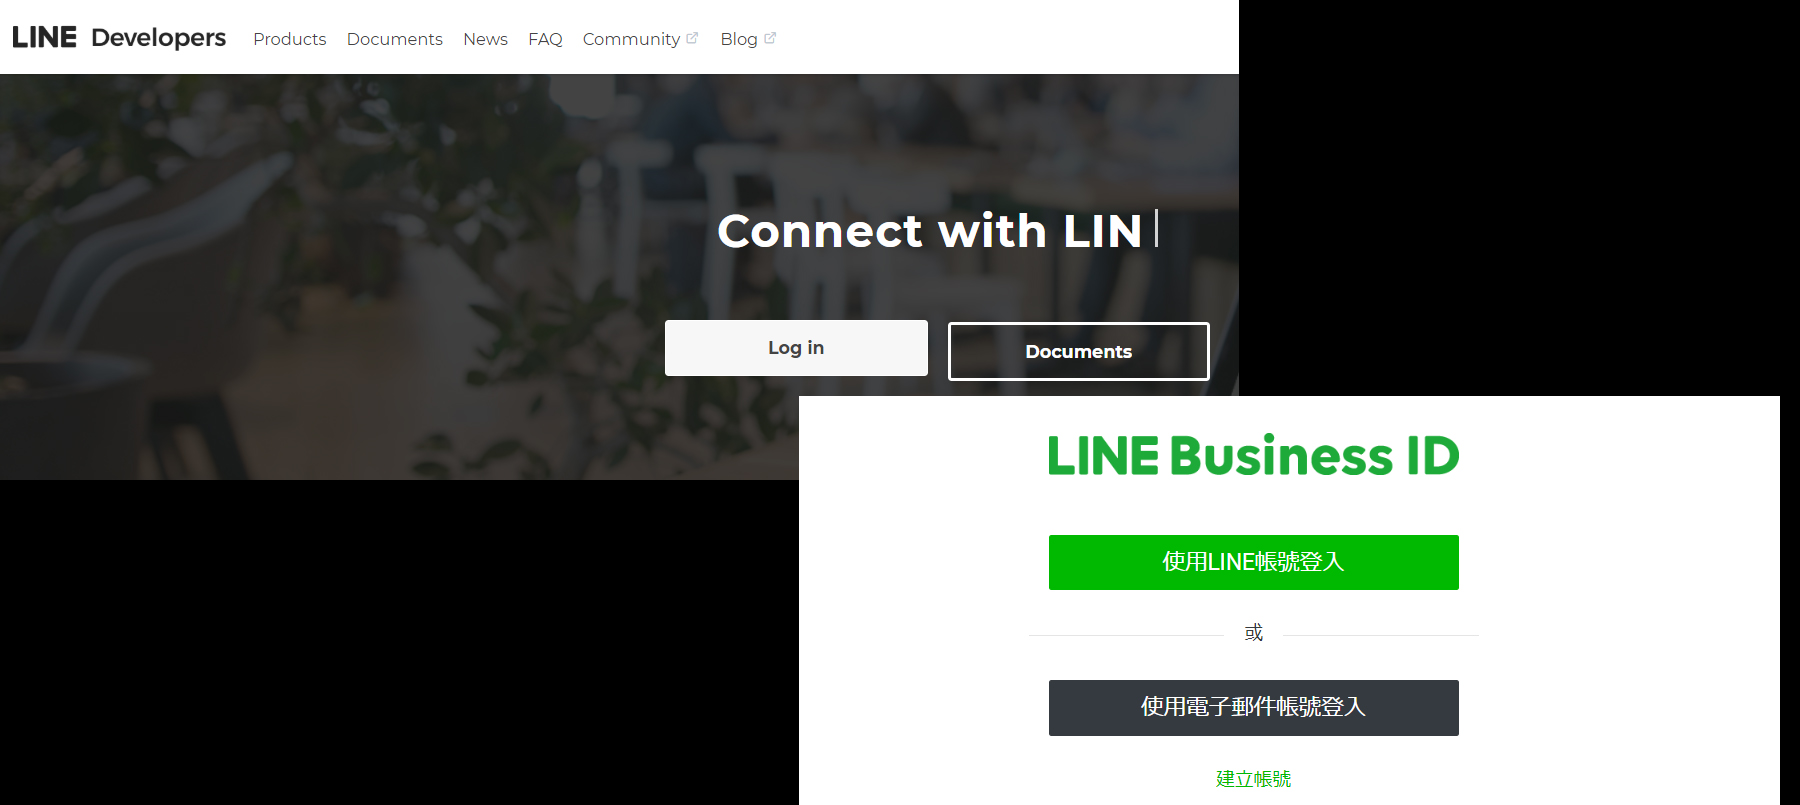 LINE Developers Products Documents News FAQ Community Blog
Connect with LIN
Log in Documents
LINE Business ID
使用LINE帳號登入
或
使用電子郵件帳號登入
建立帳號